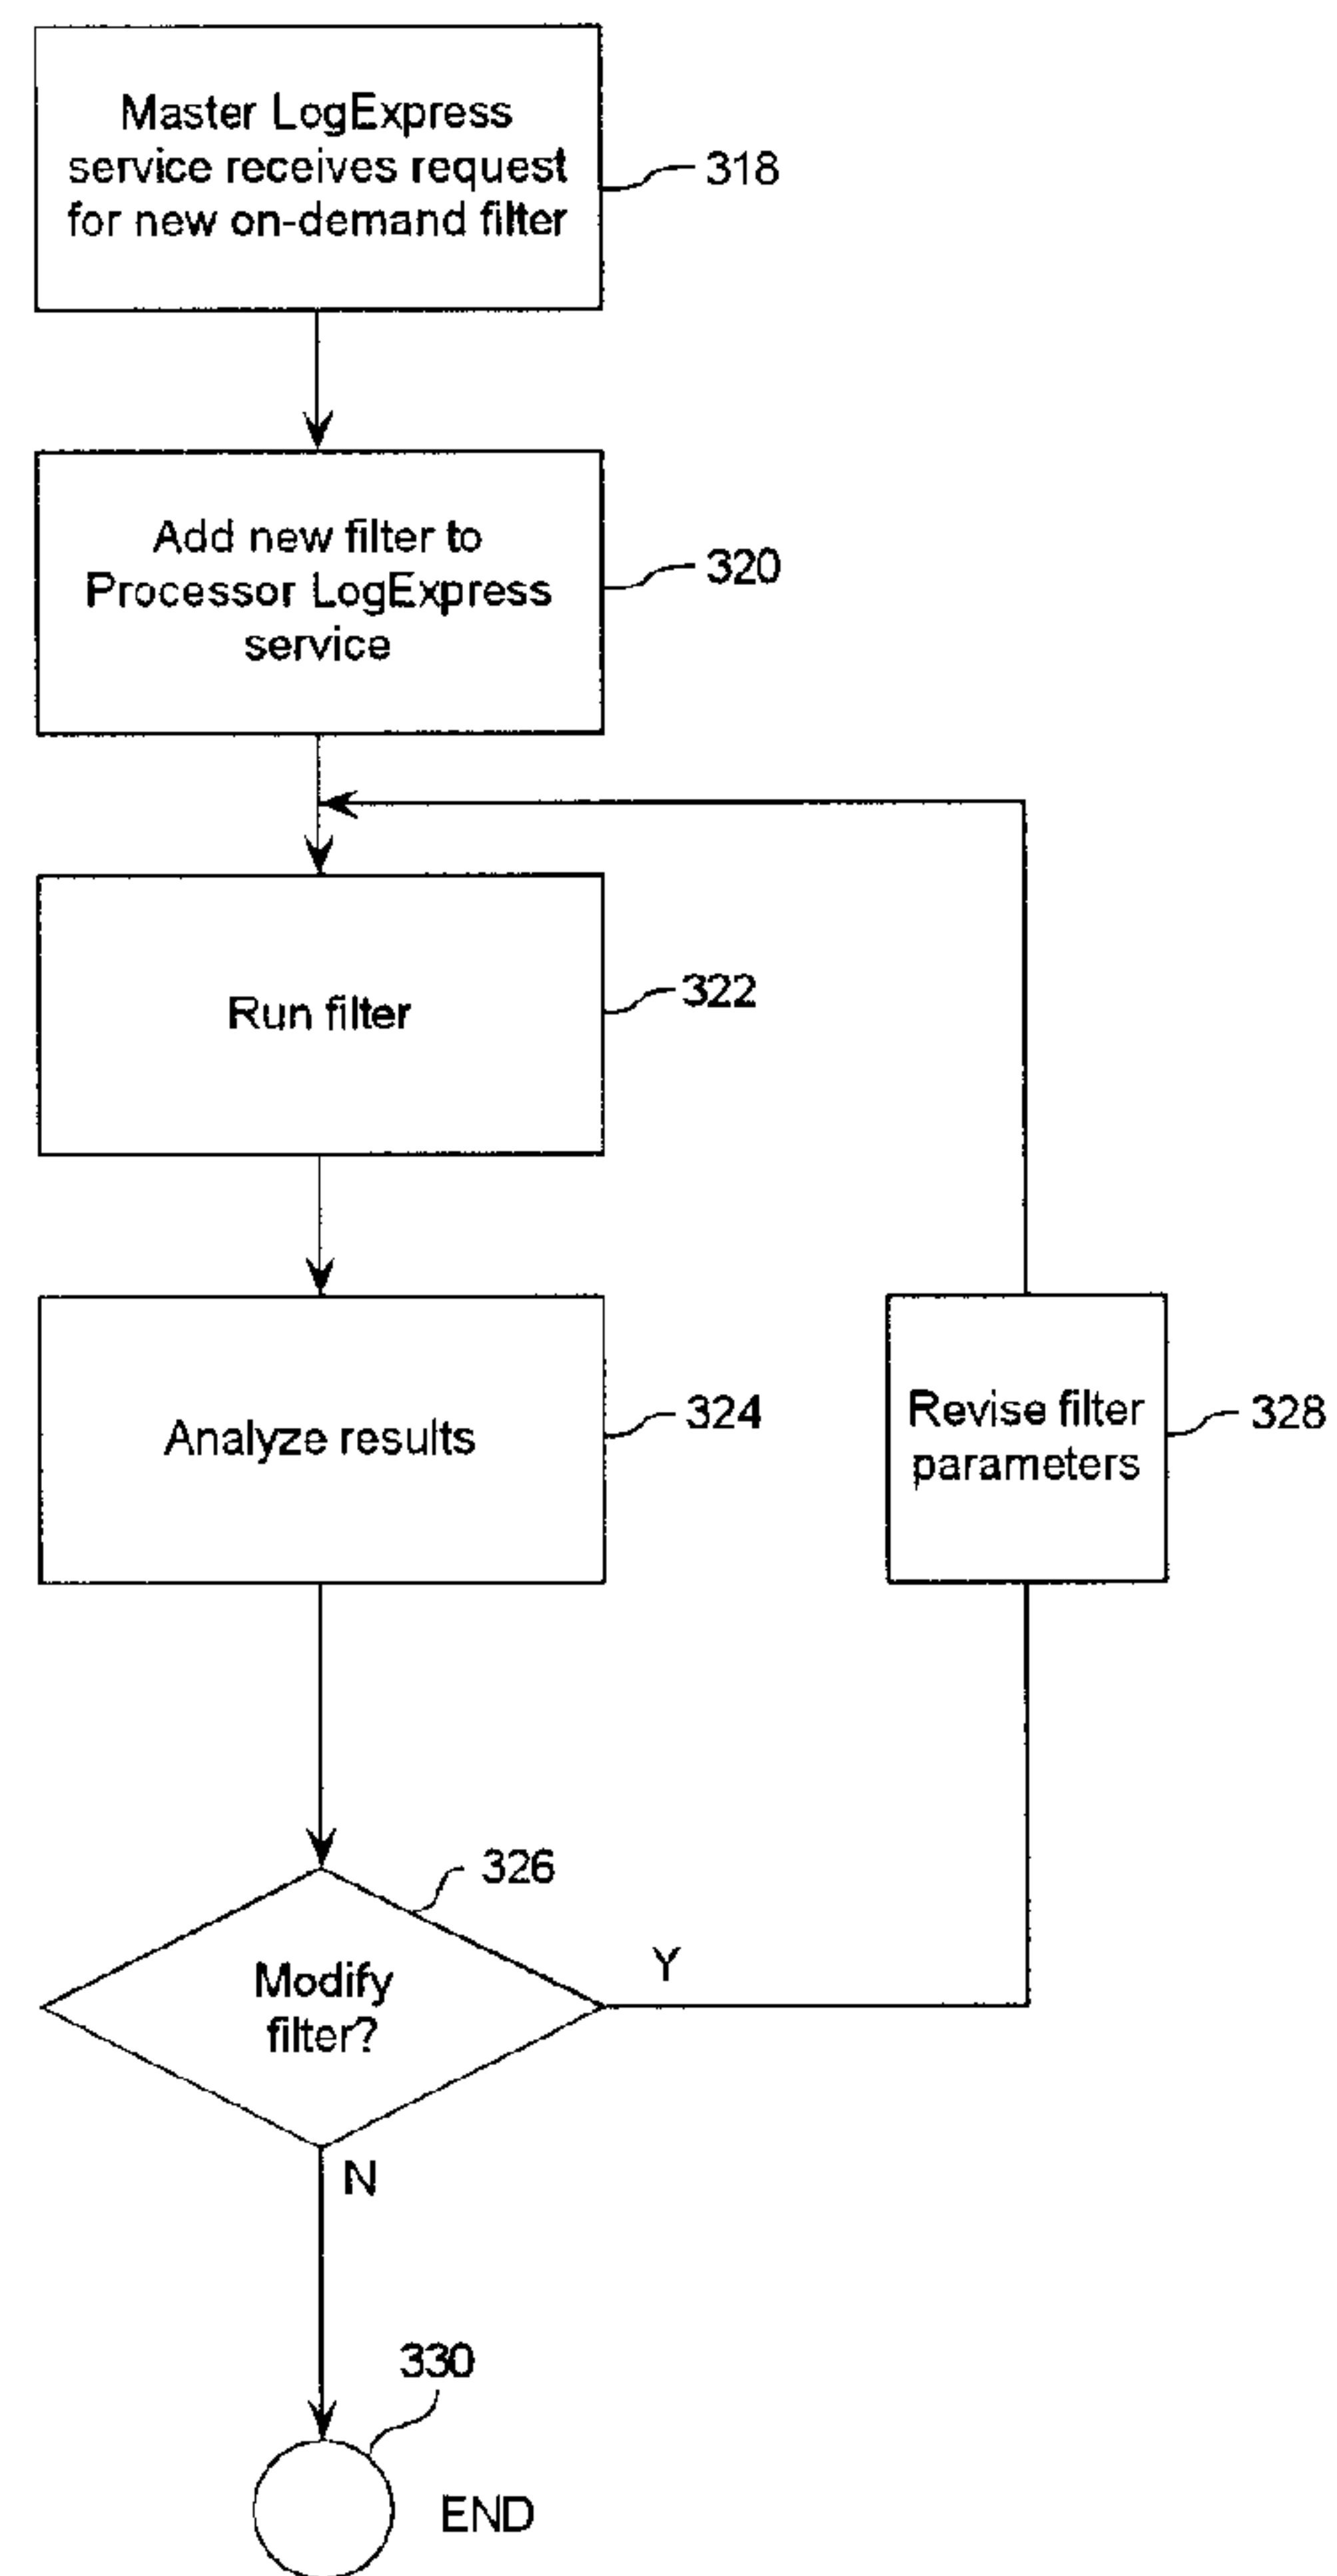 Master LogExpress
service receives request
for new on-demand filter
318
Add new filter to
Processor LogExpress
service
320
Run filter
322
Analyze results
324
Revise filter
parameters
328
326
Modify
filter?
Y
N
330
END